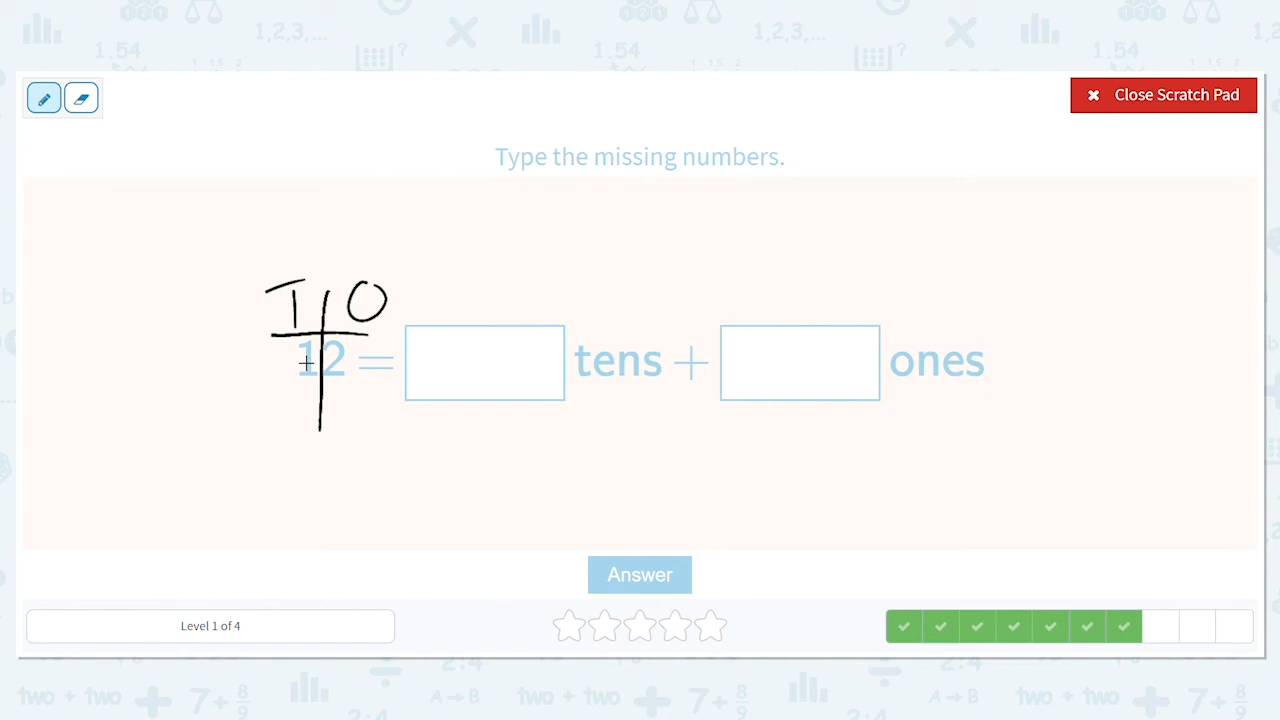 Close Scratch Pad
Type the missing numbers.
T O
12 = tens + ones
Answer
Level 1 of 4